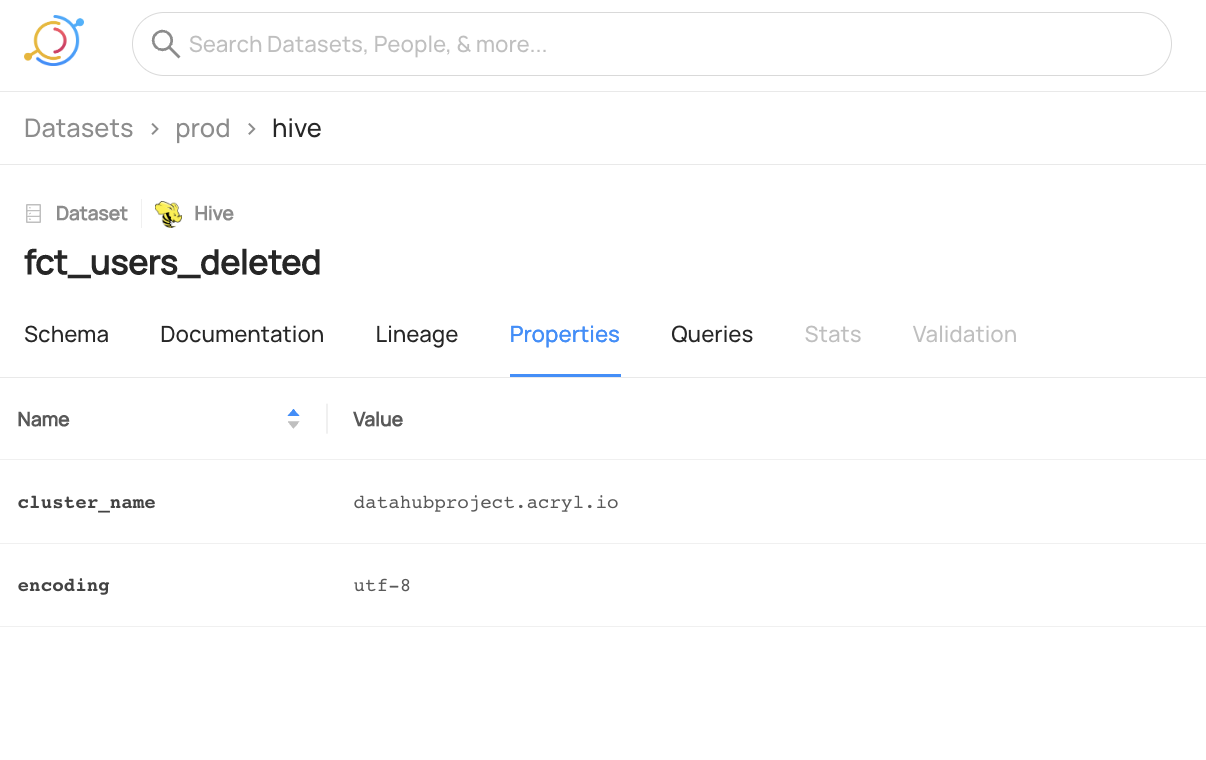 Search Datasets, People, & more...
Datasets > prod > hive
Dataset Hive
fct_users_deleted
Schema Documentation Lineage Properties Queries Stats Validation
Name Value
cluster_name datahubproject.acryl.io
encoding utf-8